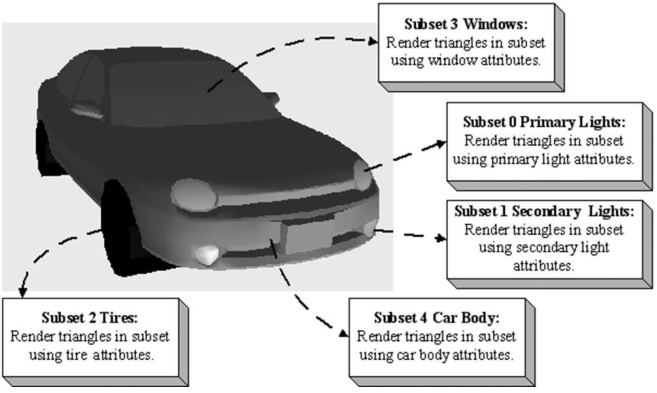 Subset 3 Windows:
Render triangles in subset
using window attributes.
Subset 0 Primary Lights:
Render triangles in subset
using primary light attributes.
Subset 1 Secondary Lights:
Render triangles in subset
using secondary light
attributes.
Subset 2 Tires:
Render triangles in subset
using tire attributes.
Subset 4 Car Body:
Render triangles in subset
using car body attributes.